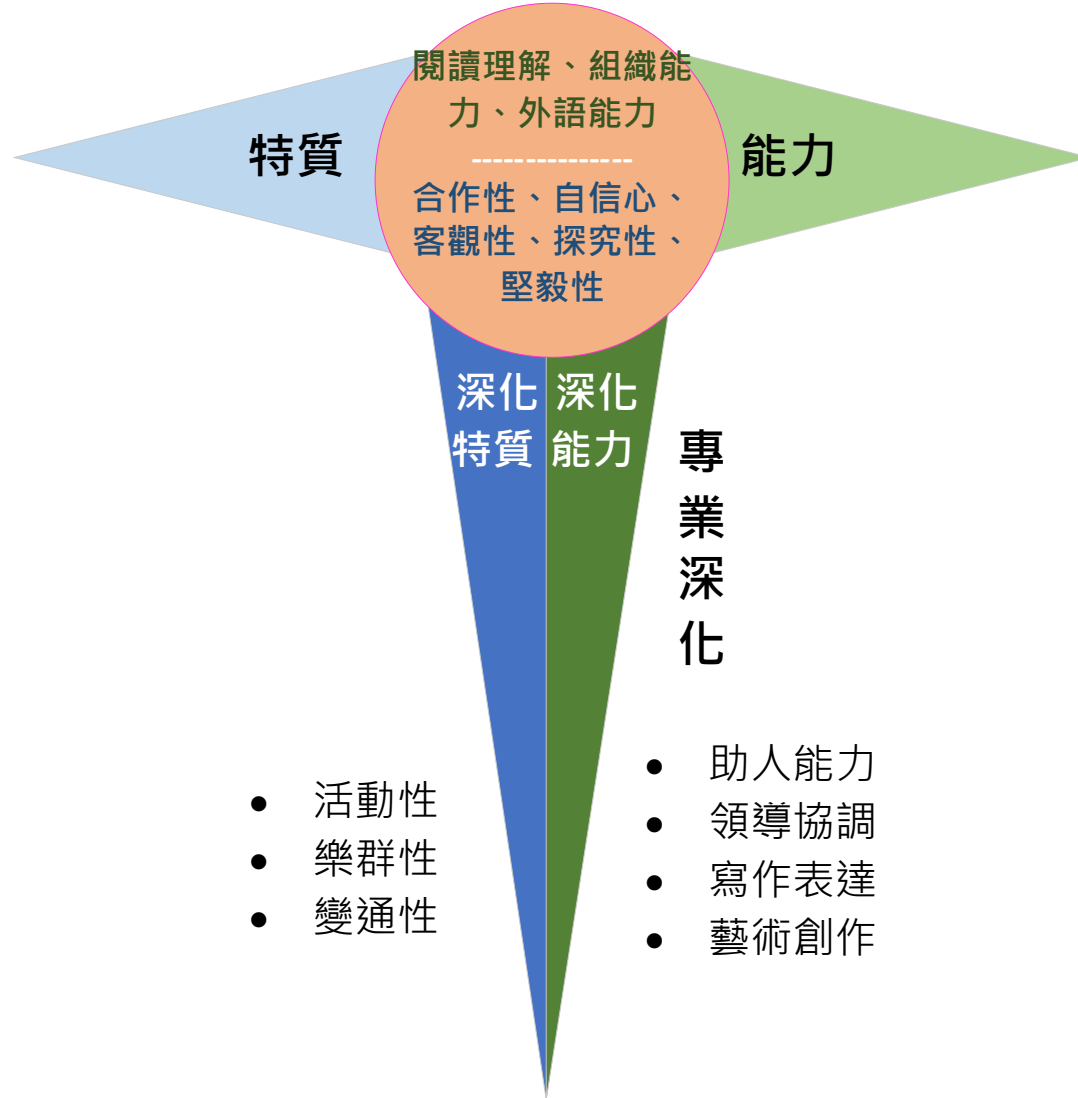 閱讀理解、組織能
力、外語能力
---------------
合作性、自信心、
客觀性、探究性、
堅毅性
特質
能力
深化
特質
深化
能力
專
業
深
化
● 活動性
● 樂群性
● 變通性
● 助人能力
● 領導協調
● 寫作表達
● 藝術創作